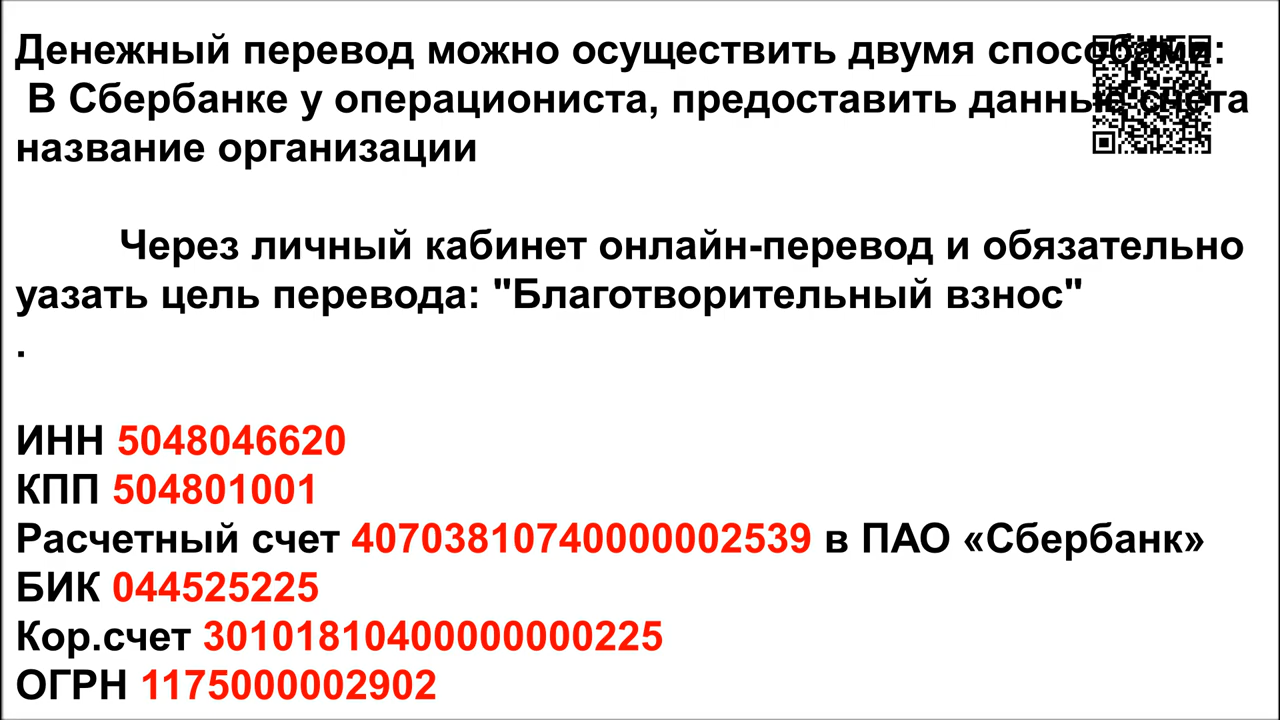 Денежный перевод можно осуществить двумя способами:
В Сбербанке у операциониста, предоставить данные счета
название организации
Через личный кабинет онлайн-перевод и обязательно
уазать цель перевода: "Благотворительный взнос"
.
ИНН 5048046620
КПП 504801001
Расчетный счет 40703810740000002539 в ПАО «Сбербанк»
БИК 044525225
Кор.счет 30101810400000000225
ОГРН 1175000002902